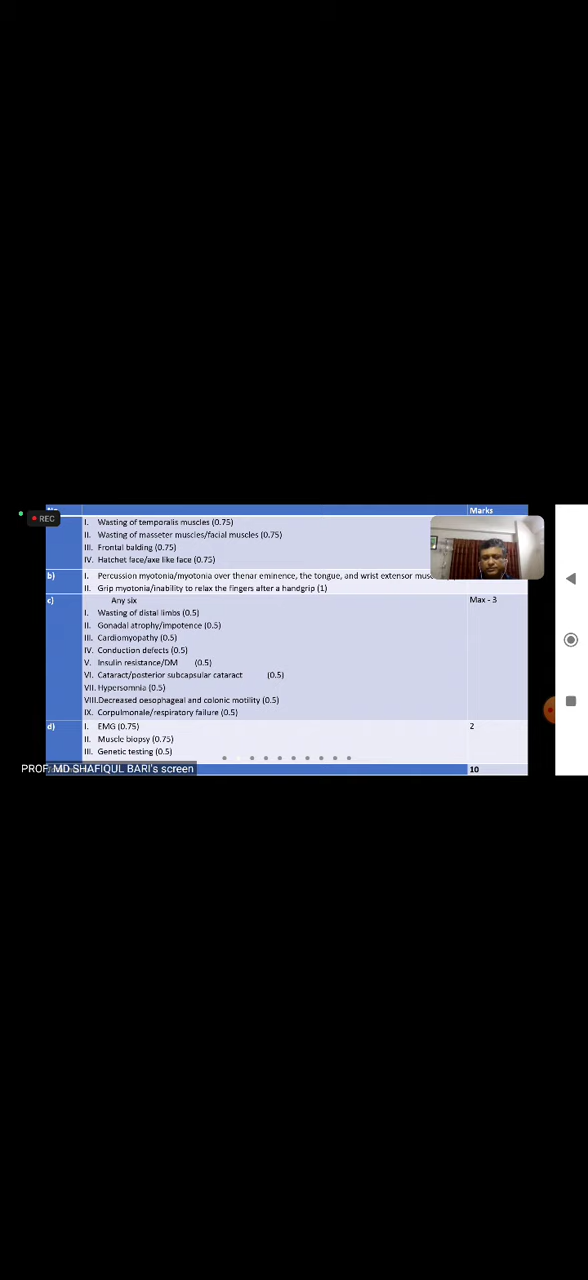 No
Marks
REC
I. Wasting of temporalis muscles (0.75)
II. Wasting of masseter muscles/facial muscles (0.75)
III. Frontal balding (0.75)
IV. Hatchet face/axe like face (0.75)
b) I. Percussion myotonia/myotonia over thenar eminence, the tongue, and wrist extensor
II. Grip myotonia/inability to relax the fingers after a handgrip (1)
c) Any six Max - 3
I. Wasting of distal limbs (0.5)
II. Gonadal atrophy/impotence (0.5)
III. Cardiomyopathy (0.5)
IV. Conduction defects (0.5)
V. Insulin resistance/DM (0.5)
VI. Cataract/posterior subcapsular cataract (0.5)
VII. Hypersomnia (0.5)
VIII.Decreased oesophageal and colonic motility (0.5)
IX. Corpulmonale/respiratory failure (0.5)
d) I. EMG (0.75) 2
II. Muscle biopsy (0.75)
III. Genetic testing (0.5)
PROF. MD SHAFIQUL BARI's screen
10